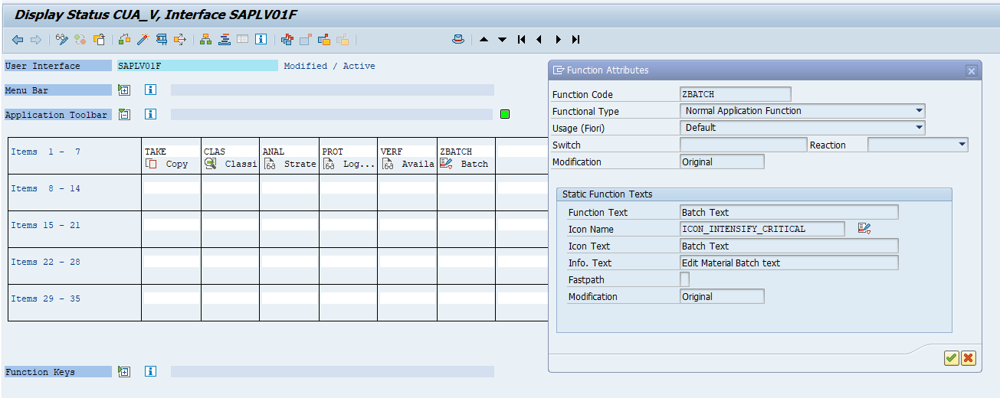 Display Status CUA_V, Interface SAPLV01F
User Interface SAPLV01F Modified / Active
Menu Bar
Application Toolbar
Items 1 - 7
TAKE CLAS ANAL PROT VERF ZBATCH
Copy Classi Strate Log... Availa Batch
Items 8 - 14
Items 15 - 21
Items 22 - 28
Items 29 - 35
Function Keys
Function Attributes
Function Code ZBATCH
Functional Type Normal Application Function
Usage (Fiori) Default
Switch Reaction
Modification Original
Static Function Texts
Function Text Batch Text
Icon Name ICON_INTENSIFY_CRITICAL
Icon Text Batch Text
Info. Text Edit Material Batch text
Fastpath
Modification Original